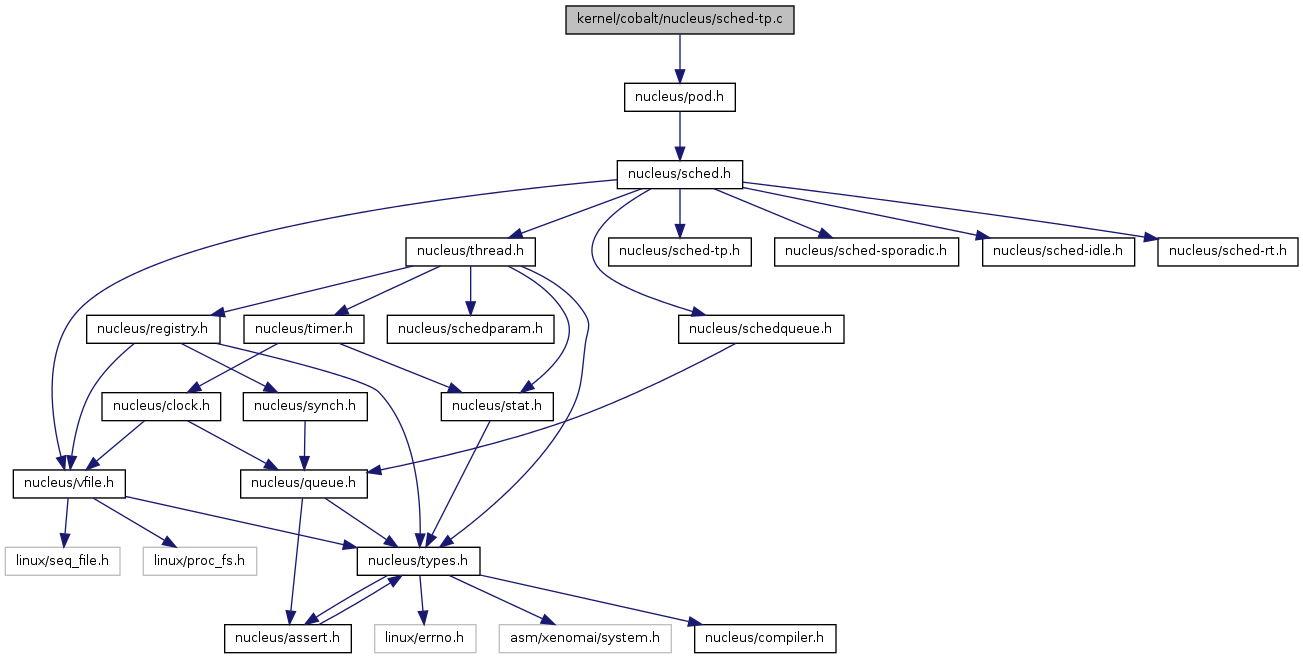 kernel/cobalt/nucleus/sched-tp.c
nucleus/pod.h
nucleus/sched.h
nucleus/thread.h
nucleus/sched-tp.h
nucleus/sched-sporadic.h
nucleus/sched-idle.h
nucleus/sched-rt.h
nucleus/registry.h
nucleus/timer.h
nucleus/schedparam.h
nucleus/schedqueue.h
nucleus/clock.h
nucleus/synch.h
nucleus/stat.h
nucleus/vfile.h
nucleus/queue.h
linux/seq_file.h
linux/proc_fs.h
nucleus/types.h
nucleus/assert.h
linux/errno.h
asm/xenomai/system.h
nucleus/compiler.h